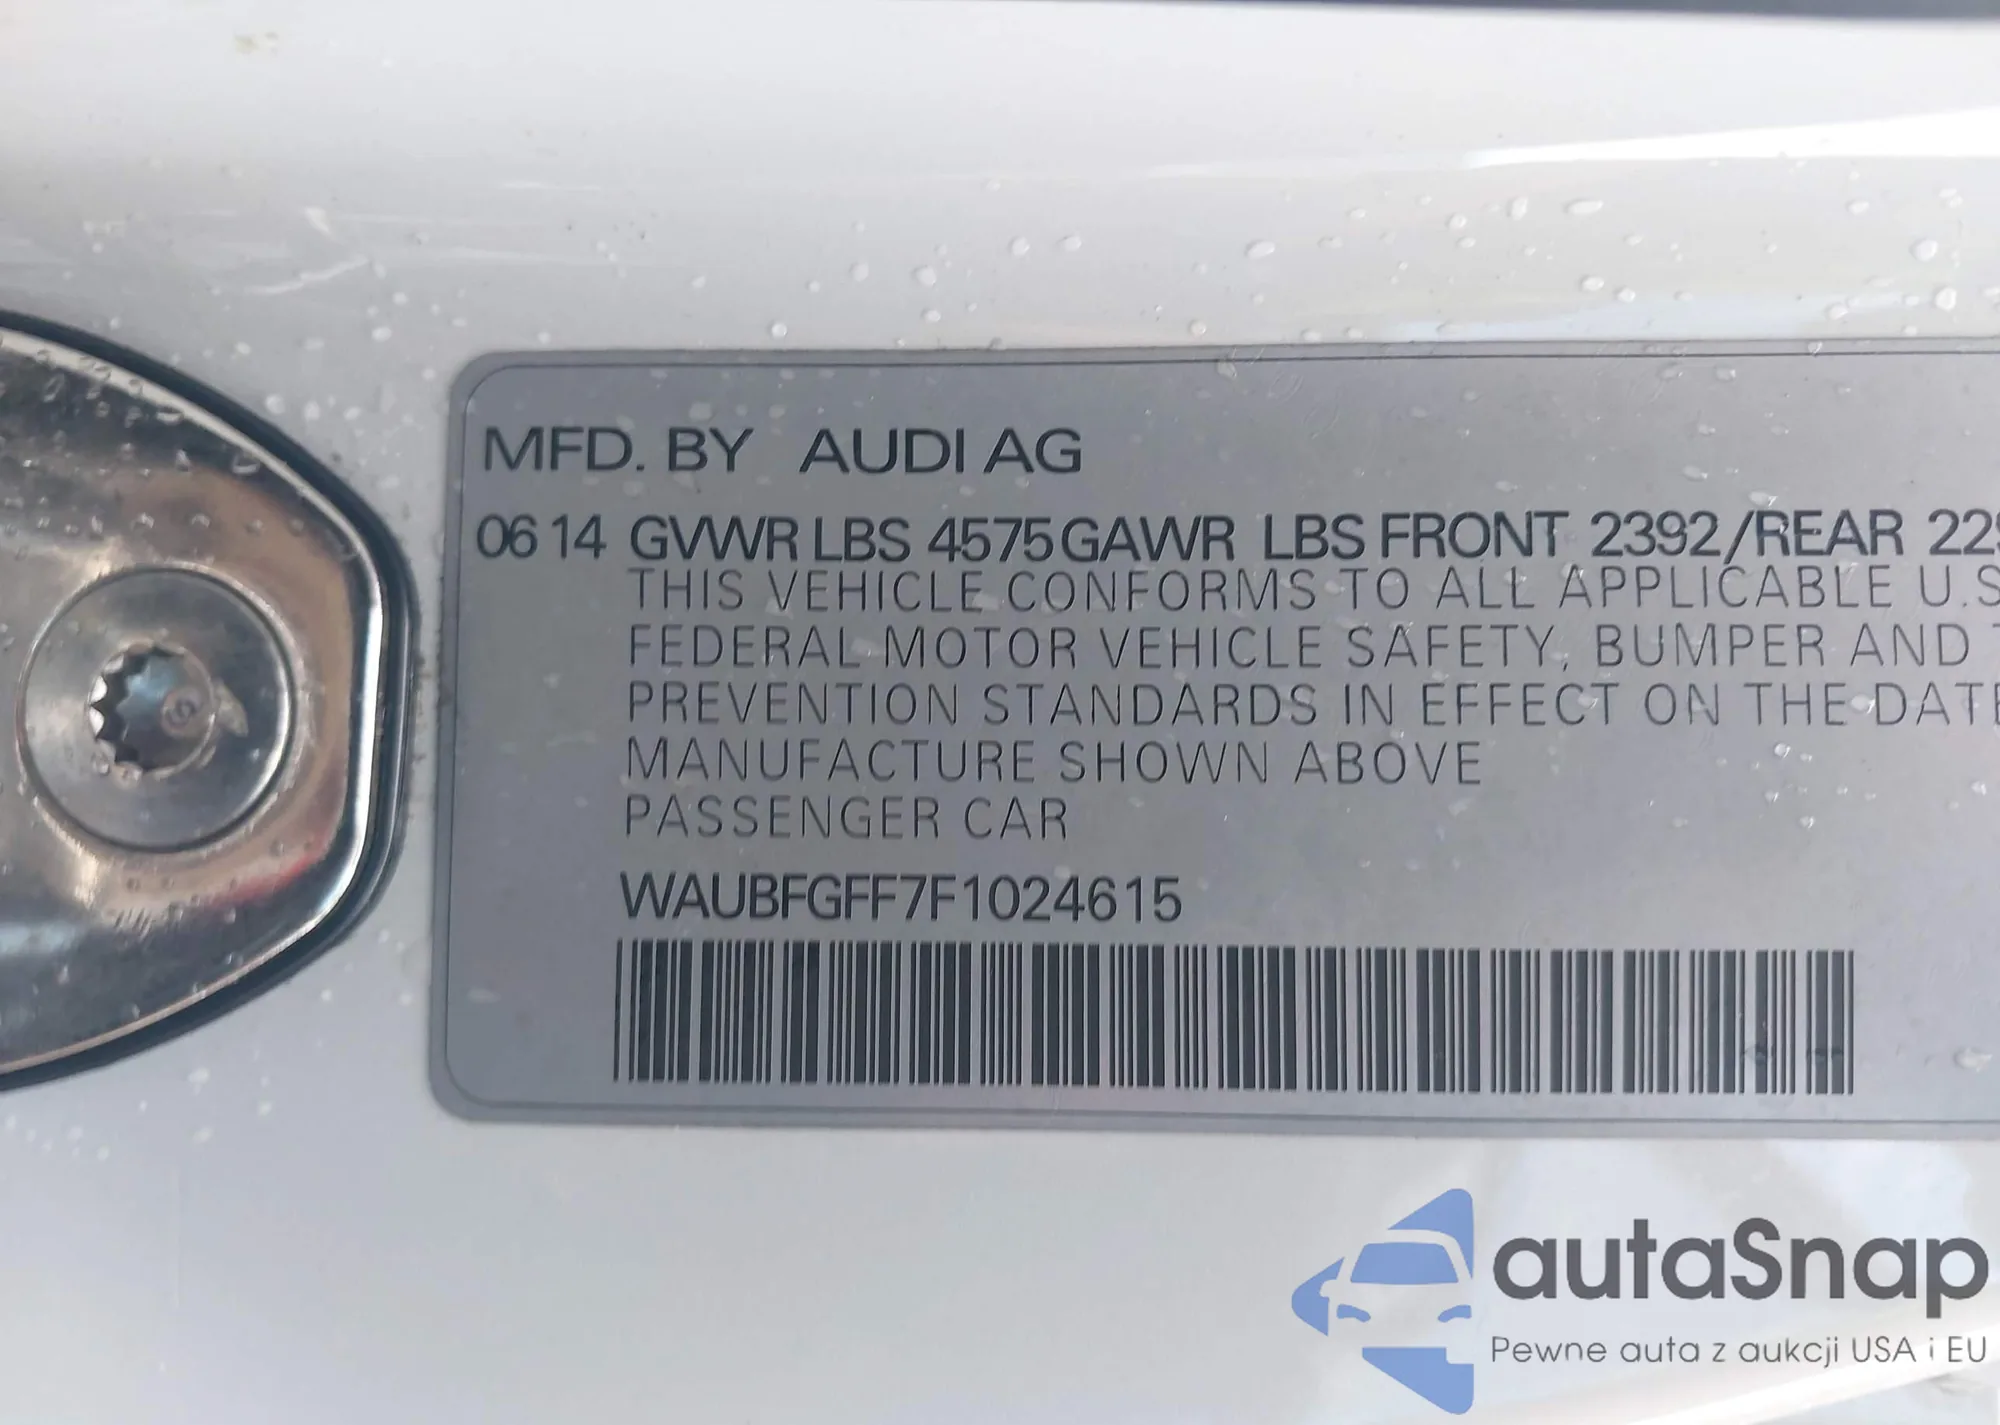 MFD. BY AUDI AG
06 14 GVWR LBS 4575 GAWR LBS FRONT 2392/REAR
THIS VEHICLE CONFORMS TO ALL APPLICABLE U.S
FEDERAL MOTOR VEHICLE SAFETY, BUMPER AND
PREVENTION STANDARDS IN EFFECT ON THE DATE
MANUFACTURE SHOWN ABOVE
PASSENGER CAR
WAUBFGFF7F1024615
autaSnap
Pewne auta z aukcji USA i EU